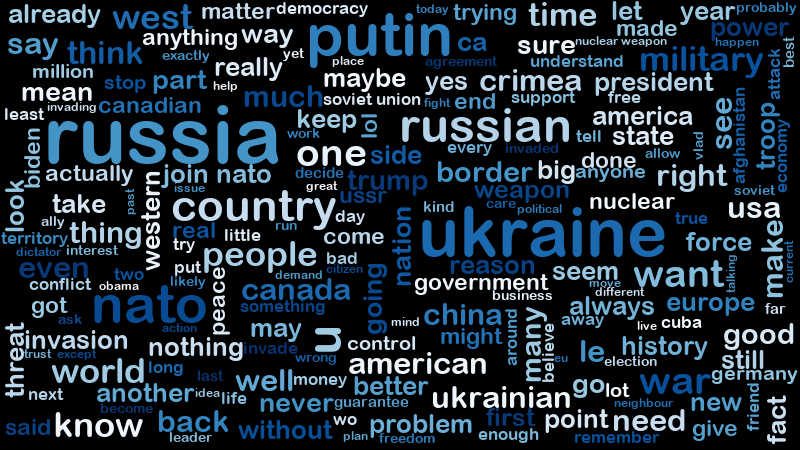 already west matter democracy trying time let year today probably
anything way putin ca sure made nuclear weapon power happen
say think exactly yet place agreement understand military best
million really help maybe yes crimea president attack
mean stop part much soviet union fight end support free see
least invading canadian keep lol russian america troop afghanistan
russia work every invaded tell state vlad economy
biden one side border big done allow
actually join nato decide trump weapon anyone right
look issue great ussr nuclear soviet
take past western country day kind care political true usa
ally thing real little run come nation ukraine force make
territory interest try people bad reason seem want talking current
dictator even two put likely demand citizen going government move different
conflict obama peace canada business always europe far
got something china many around away live cuba
ask action may mind might believe good
threat invasion nothing invade u control le history still
trust except world long wrong american eu election germany
next another last idea life well money better ukrainian go lot war new friend fact
become never guarantee neighbour
said know back leader without wo plan problem freedom first enough point need remember give